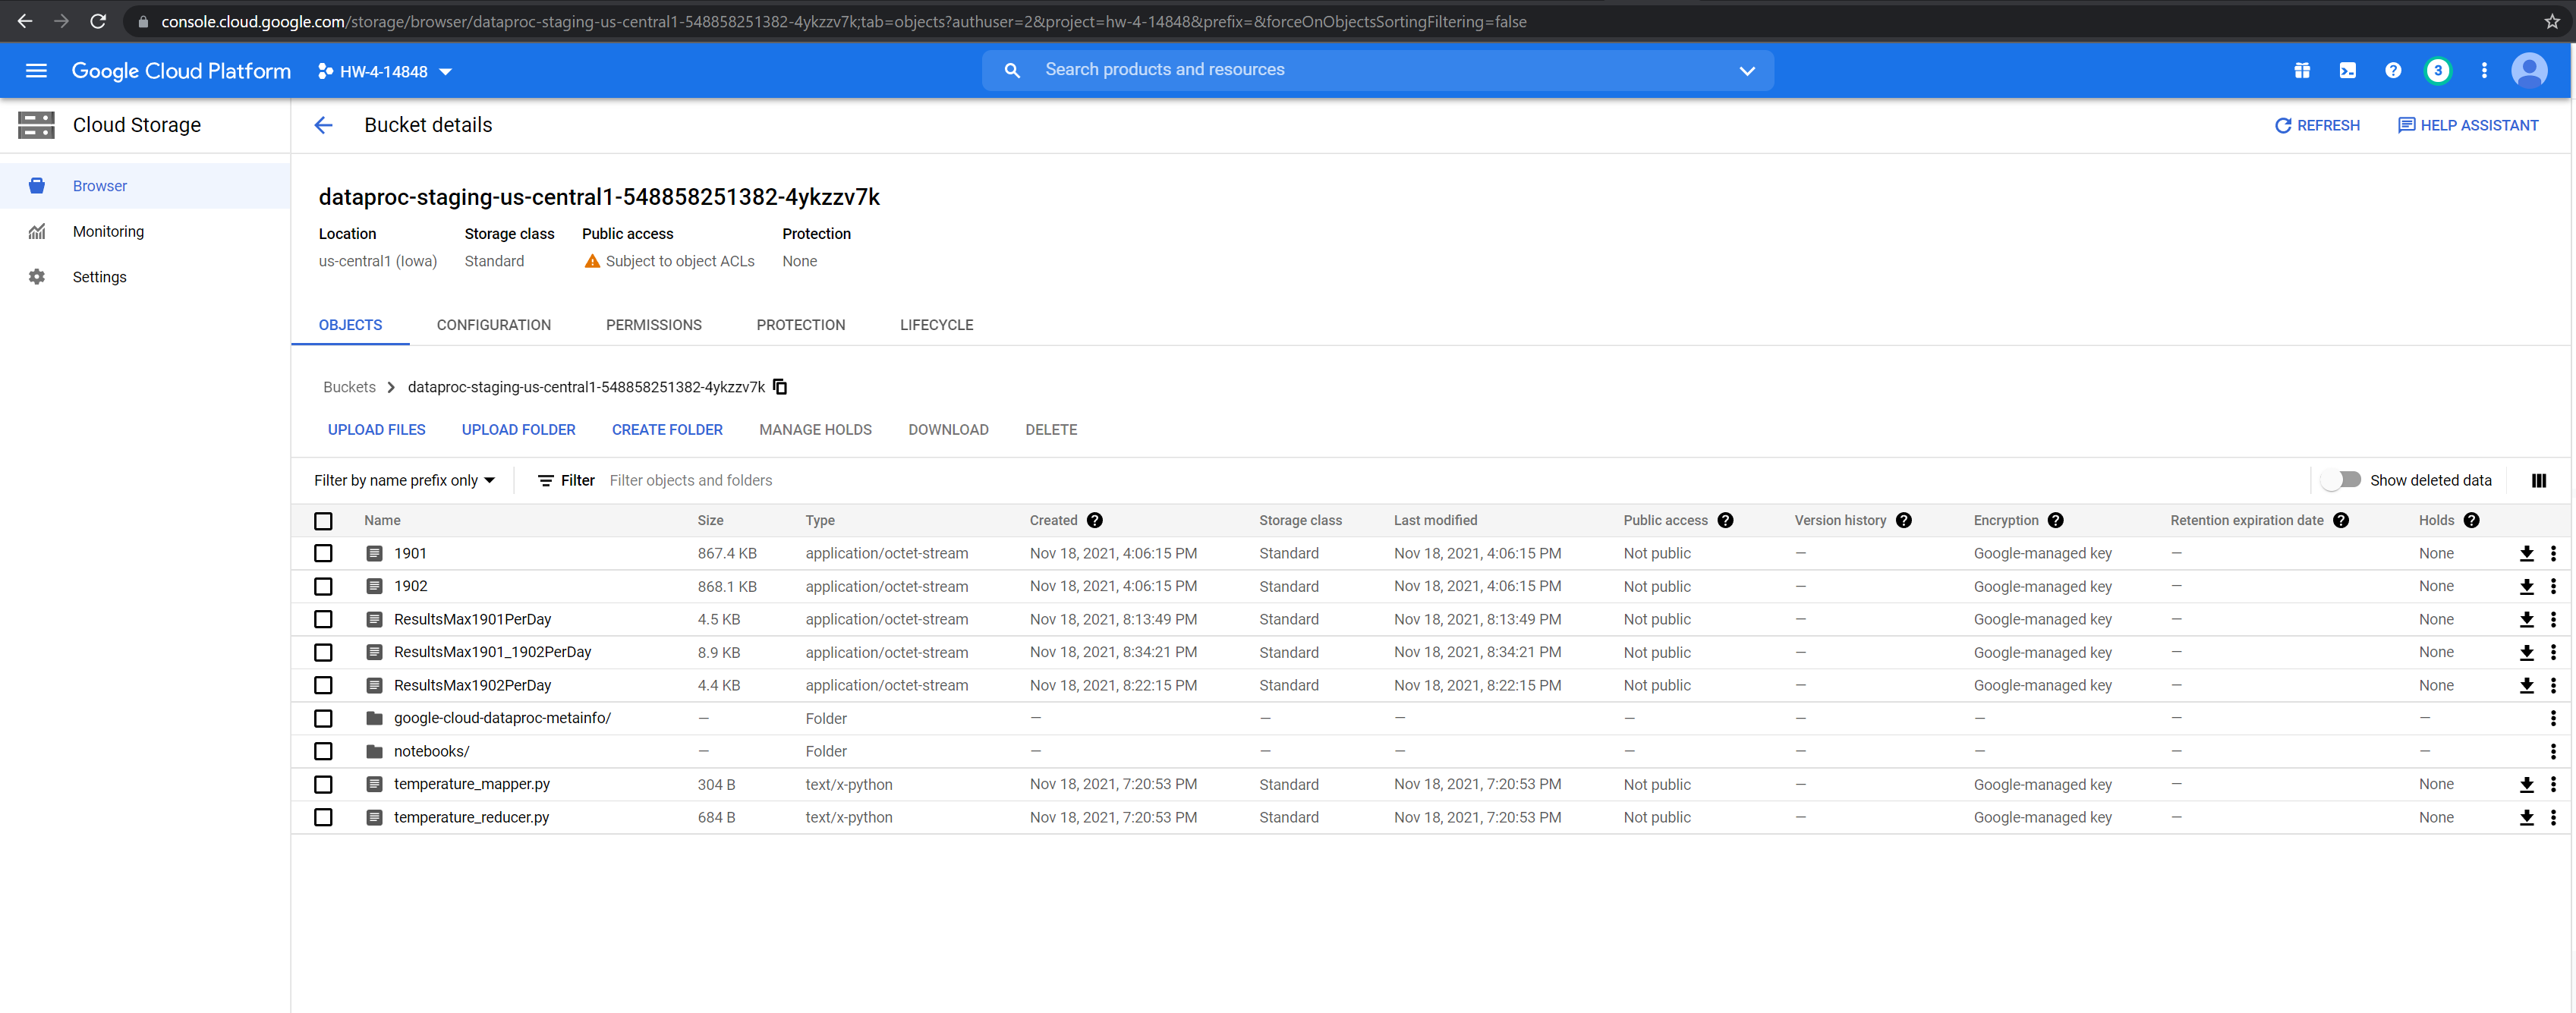 console.cloud.google.com/storage/browser/dataproc-staging-us-central1-548858251382-4ykzzv7k;tab=objects?authuser=2&project=hw-4-14848&prefix=&forceOnObjectsSortingFiltering=false
Google Cloud Platform HW-4-14848 Search products and resources 3
Cloud Storage Bucket details REFRESH HELP ASSISTANT
Browser
Monitoring
Settings
dataproc-staging-us-central1-548858251382-4ykzzv7k
Location Storage class Public access Protection
us-central1 (Iowa) Standard Subject to object ACLs None
OBJECTS CONFIGURATION PERMISSIONS PROTECTION LIFECYCLE
Buckets dataproc-staging-us-central1-548858251382-4ykzzv7k
UPLOAD FILES UPLOAD FOLDER CREATE FOLDER MANAGE HOLDS DOWNLOAD DELETE
Filter by name prefix only Filter Filter objects and folders Show deleted data
Name Size Type Created Storage class Last modified Public access Version history Encryption Retention expiration date Holds
1901 867.4 KB application/octet-stream Nov 18, 2021, 4:06:15 PM Standard Nov 18, 2021, 4:06:15 PM Not public — Google-managed key — None
1902 868.1 KB application/octet-stream Nov 18, 2021, 4:06:15 PM Standard Nov 18, 2021, 4:06:15 PM Not public — Google-managed key — None
ResultsMax1901PerDay 4.5 KB application/octet-stream Nov 18, 2021, 8:13:49 PM Standard Nov 18, 2021, 8:13:49 PM Not public — Google-managed key — None
ResultsMax1901_1902PerDay 8.9 KB application/octet-stream Nov 18, 2021, 8:34:21 PM Standard Nov 18, 2021, 8:34:21 PM Not public — Google-managed key — None
ResultsMax1902PerDay 4.4 KB application/octet-stream Nov 18, 2021, 8:22:15 PM Standard Nov 18, 2021, 8:22:15 PM Not public — Google-managed key — None
google-cloud-dataproc-metainfo/ — Folder — — — — — — — —
notebooks/ — Folder — — — — — — — —
temperature_mapper.py 304 B text/x-python Nov 18, 2021, 7:20:53 PM Standard Nov 18, 2021, 7:20:53 PM Not public — Google-managed key — None
temperature_reducer.py 684 B text/x-python Nov 18, 2021, 7:20:53 PM Standard Nov 18, 2021, 7:20:53 PM Not public — Google-managed key — None